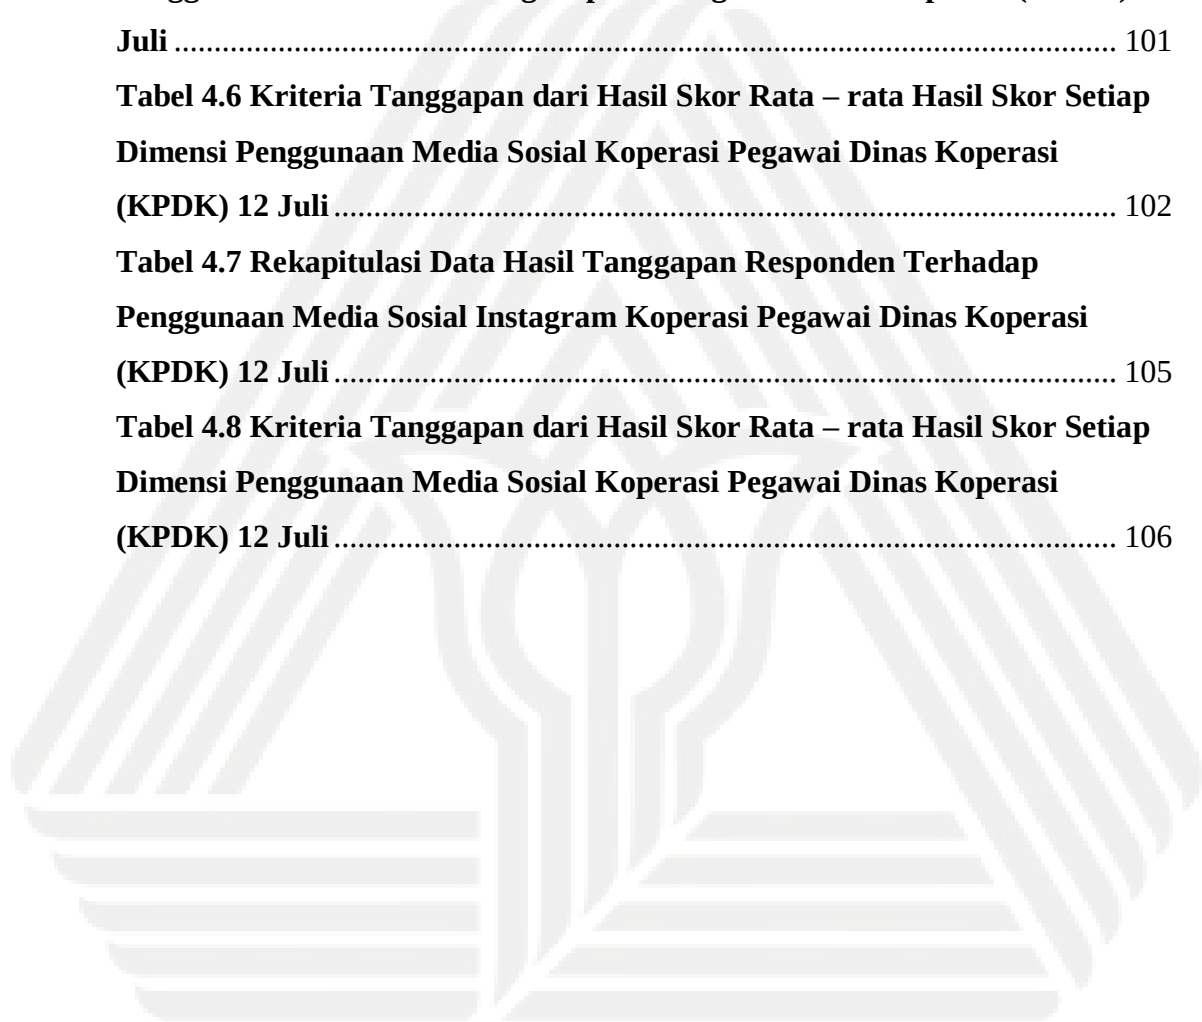 Juli ........................................................................................................................ 101
Tabel 4.6 Kriteria Tanggapan dari Hasil Skor Rata – rata Hasil Skor Setiap
Dimensi Penggunaan Media Sosial Koperasi Pegawai Dinas Koperasi
(KPDK) 12 Juli .................................................................................................... 102
Tabel 4.7 Rekapitulasi Data Hasil Tanggapan Responden Terhadap
Penggunaan Media Sosial Instagram Koperasi Pegawai Dinas Koperasi
(KPDK) 12 Juli .................................................................................................... 105
Tabel 4.8 Kriteria Tanggapan dari Hasil Skor Rata – rata Hasil Skor Setiap
Dimensi Penggunaan Media Sosial Koperasi Pegawai Dinas Koperasi
(KPDK) 12 Juli .................................................................................................... 106